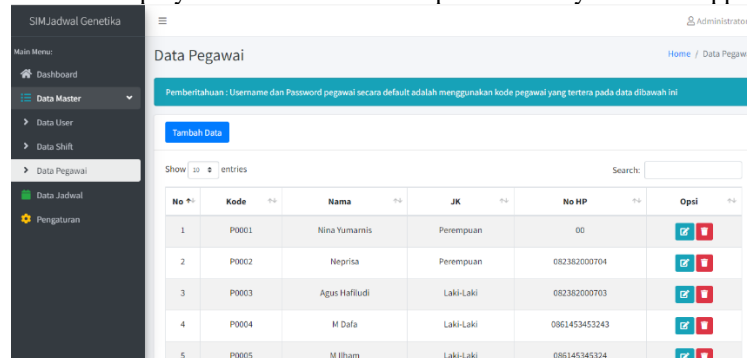 SIMJadwal Genetika
Administrator
Main Menu:
Dashboard
Data Master
Data User
Data Shift
Data Pegawai
Data Jadwal
Pengaturan
Data Pegawai
Home / Data Pegaw
Pemberitahuan : Username dan Password pegawai secara default adalah menggunakan kode pegawai yang tertera pada data dibawah ini
Tambah Data
Show 10 entries Search:
No Kode Nama JK No HP Opsi
1 P0001 Nina Yumarnis Perempuan 00
2 P0002 Neprisa Perempuan 082382000704
3 P0003 Agus Hafiludi Laki-Laki 082382000703
4 P0004 M Dafa Laki-Laki 0861453453243
5 P0005 M Ilham Laki-Laki 086145345324